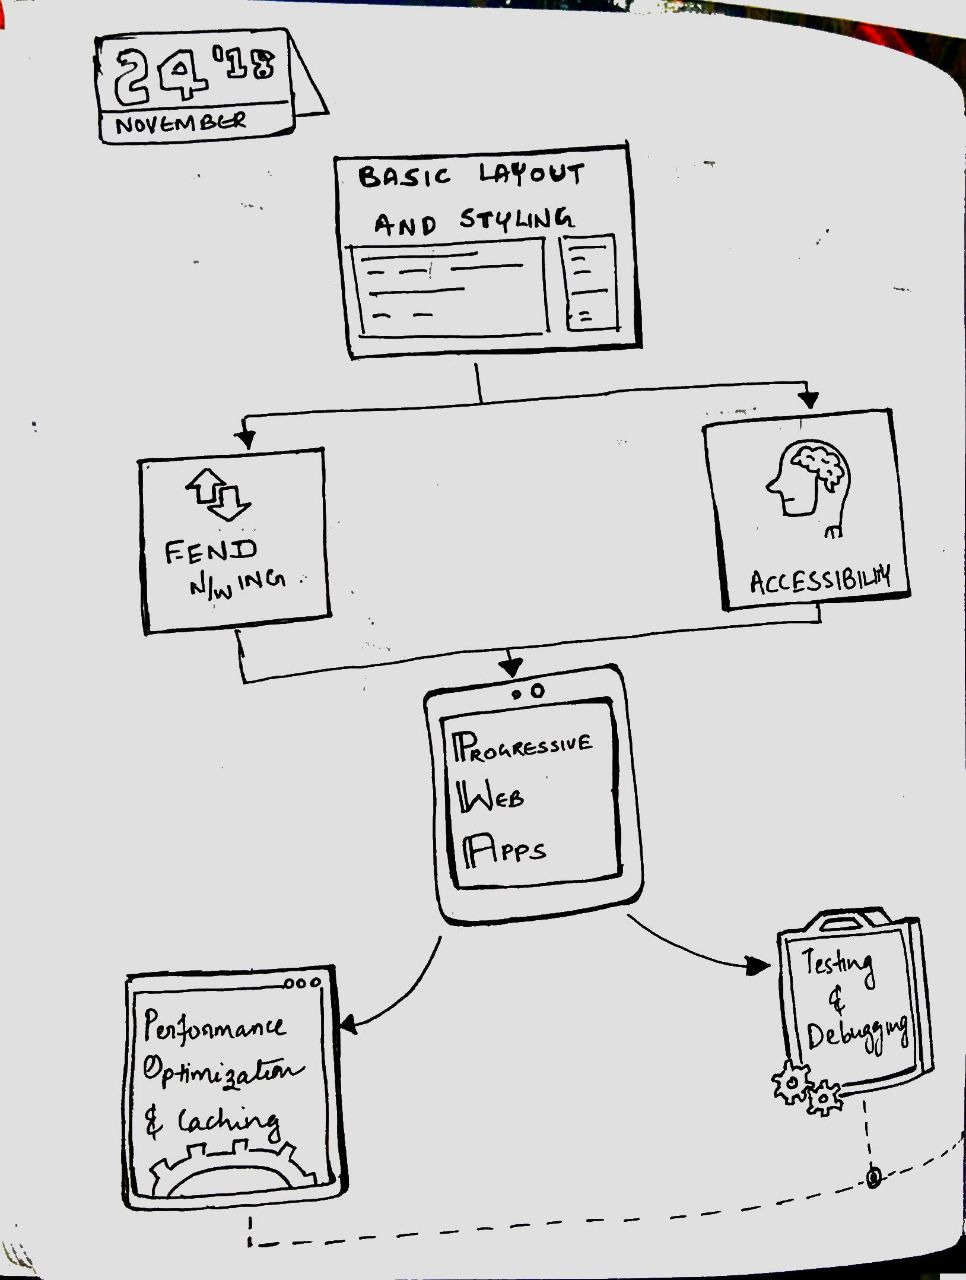 24 '18
NOVEMBER
BASIC LAYOUT
AND STYLING
FEND
N/WING
ACCESSIBILITY
PROGRESSIVE
WEB
APPS
Testing
&
Debugging
Performance
Optimization
& Caching